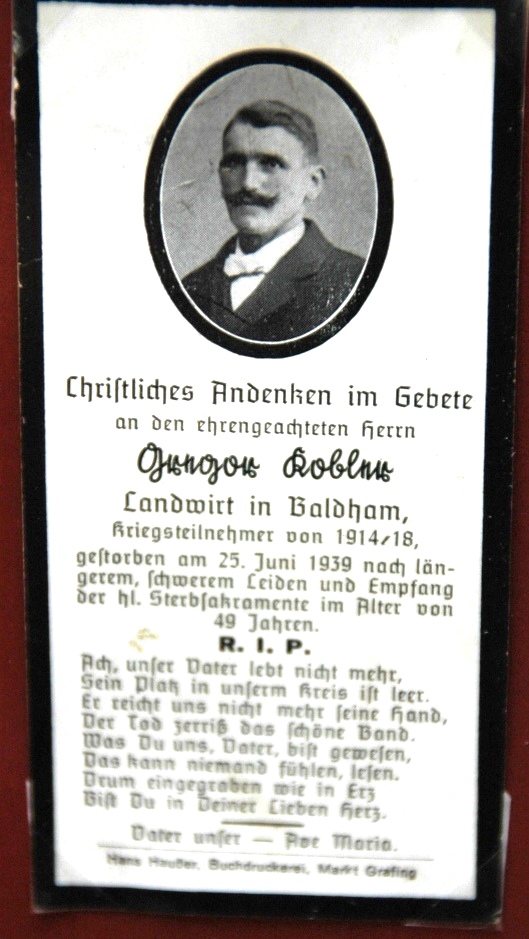 Christliches Andenken im Gebete
an den ehrengeachteten Herrn
Gregor Kobler
Landwirt in Baldham,
Kriegsteilnehmer von 1914/18,
gestorben am 25. Juni 1939 nach län-
gerem, schwerem Leiden und Empfang
der hl. Sterbsakramente im Alter von
49 Jahren.
R. I. P.
Ach, unser Vater lebt nicht mehr,
Sein Platz in unserm Kreis ist leer.
Er reicht uns nicht mehr seine Hand,
Der Tod zerriß das schöne Band.
Was Du uns, Vater, bist gewesen,
Das kann niemand fühlen, lesen.
Drum eingegraben wie in Erz
Bist Du in Deiner Lieben Herz.
Vater unser — Ave Maria.
Hans Haußer, Buchdruckerei, Markt Grafing